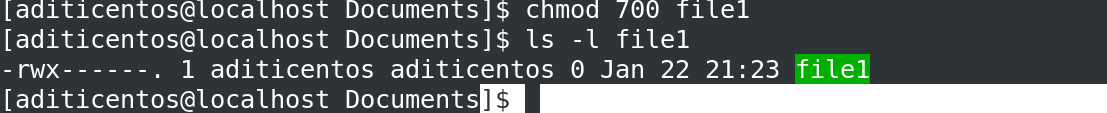 [aditicentos@localhost Documents]$ chmod 700 file1
[aditicentos@localhost Documents]$ ls -l file1
-rwx------. 1 aditicentos aditicentos 0 Jan 22 21:23 file1
[aditicentos@localhost Documents]$